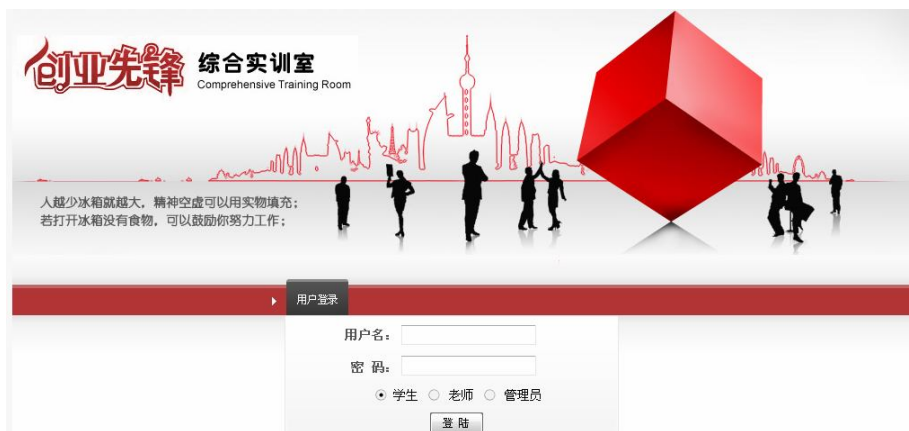 创业先锋 综合实训室
Comprehensive Training Room
人越少冰箱就越大，精神空虚可以用实物填充；
若打开冰箱没有食物，可以鼓励你努力工作；
用户登录
用户名：
密 码：
学生 老师 管理员
登 陆